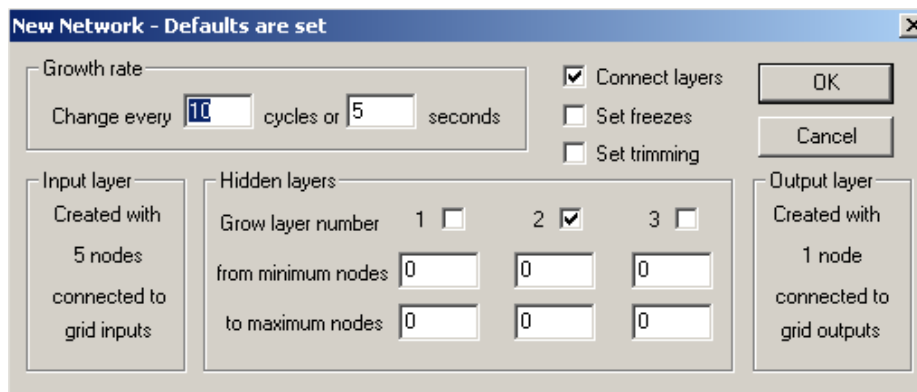 New Network - Defaults are set
Growth rate
Change every 10 cycles or 5 seconds
Connect layers
Set freezes
Set trimming
OK
Cancel
Input layer
Created with
5 nodes
connected to
grid inputs
Hidden layers
Grow layer number 1 2 3
from minimum nodes 0 0 0
to maximum nodes 0 0 0
Output layer
Created with
1 node
connected to
grid outputs